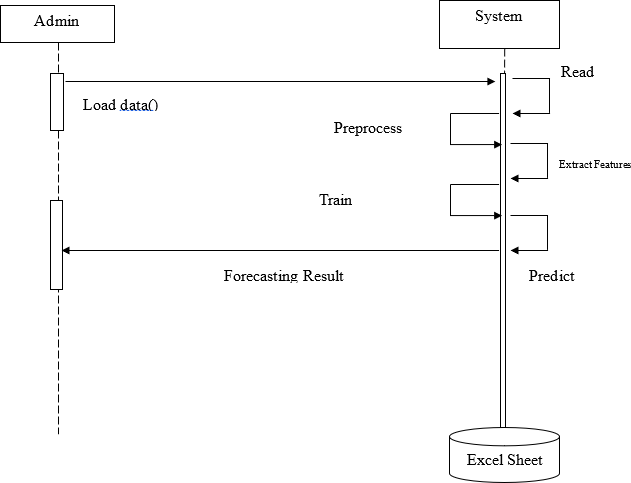 Admin
System
Read
Load data()
Preprocess
Extract Features
Train
Forecasting Result
Predict
Excel Sheet